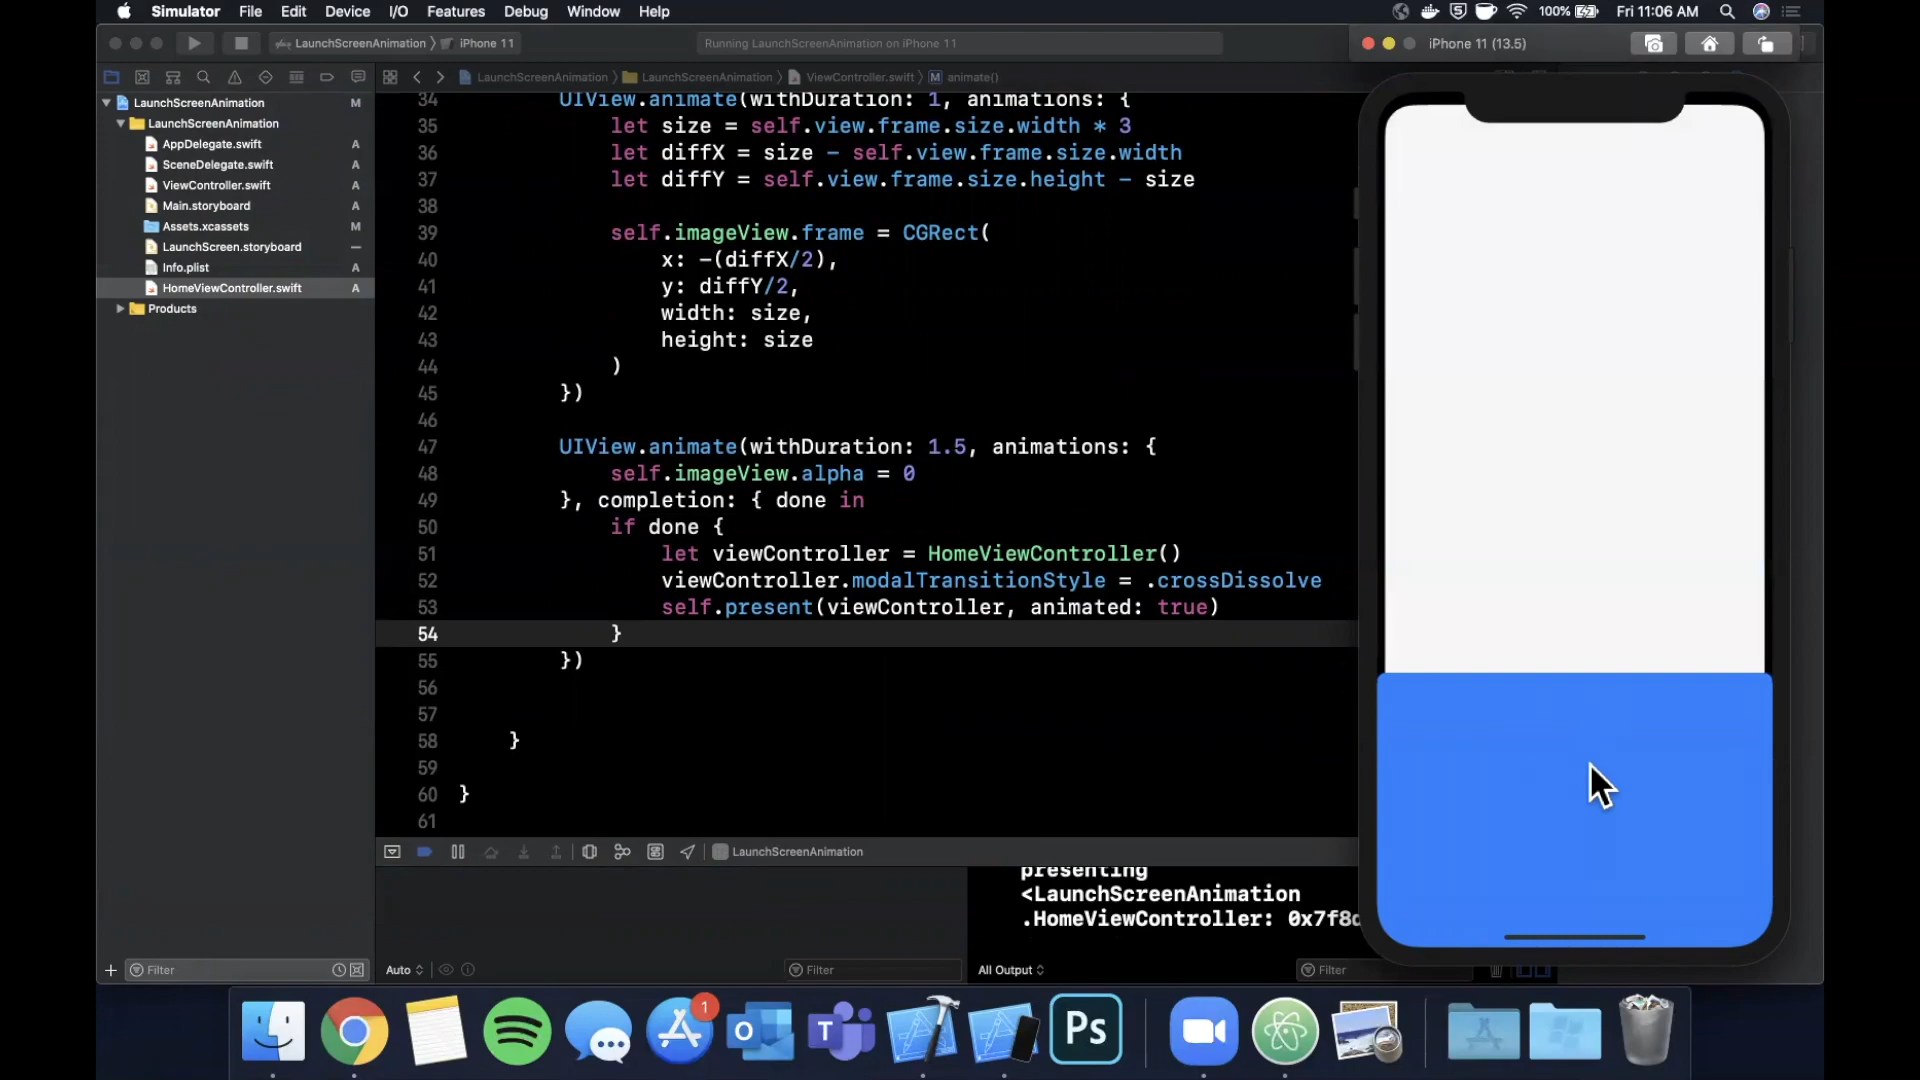 Simulator File Edit Device I/O Features Debug Window Help
100% Fri 11:06 AM
LaunchScreenAnimation iPhone 11
Running LaunchScreenAnimation on iPhone 11
iPhone 11 (13.5)
LaunchScreenAnimation LaunchScreenAnimation ViewController.swift M animate()
LaunchScreenAnimation M
LaunchScreenAnimation
AppDelegate.swift A
SceneDelegate.swift A
ViewController.swift A
Main.storyboard A
Assets.xcassets M
LaunchScreen.storyboard —
Info.plist A
HomeViewController.swift A
Products
34 UIView.animate(withDuration: 1, animations: {
35 let size = self.view.frame.size.width * 3
36 let diffX = size - self.view.frame.size.width
37 let diffY = self.view.frame.size.height - size
38
39 self.imageView.frame = CGRect(
40 x: -(diffX/2),
41 y: diffY/2,
42 width: size,
43 height: size
44 )
45 })
46
47 UIView.animate(withDuration: 1.5, animations: {
48 self.imageView.alpha = 0
49 }, completion: { done in
50 if done {
51 let viewController = HomeViewController()
52 viewController.modalTransitionStyle = .crossDissolve
53 self.present(viewController, animated: true)
54 }
55 })
56
57
58 }
59
60 }
61
LaunchScreenAnimation
presenting
<LaunchScreenAnimation
.HomeViewController: 0x7f8
Filter
Auto
Filter
All Output
Filter
1
O
T
Ps